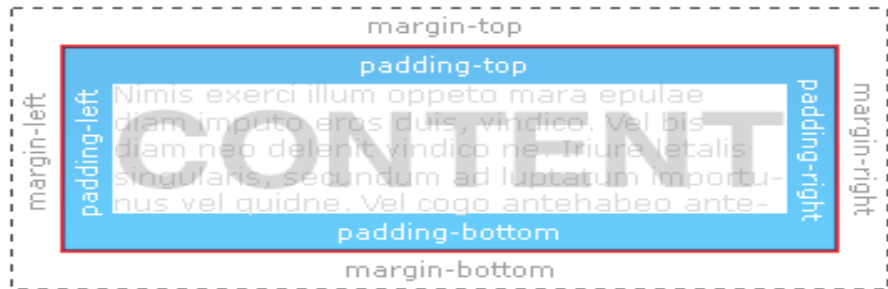 margin-top
padding-top
margin-left
padding-left
Nimis exerci illum oppeto mara epulae
diam im ut, eros duis, vindico. Vel bis
diam neo delenit vindico ne. Iriure letalis
singularis, secundum ad luptatum importu-
nus vel quidne. Vel cogo antehabeo ante-
CONTENT
padding-right
margin-right
padding-bottom
margin-bottom